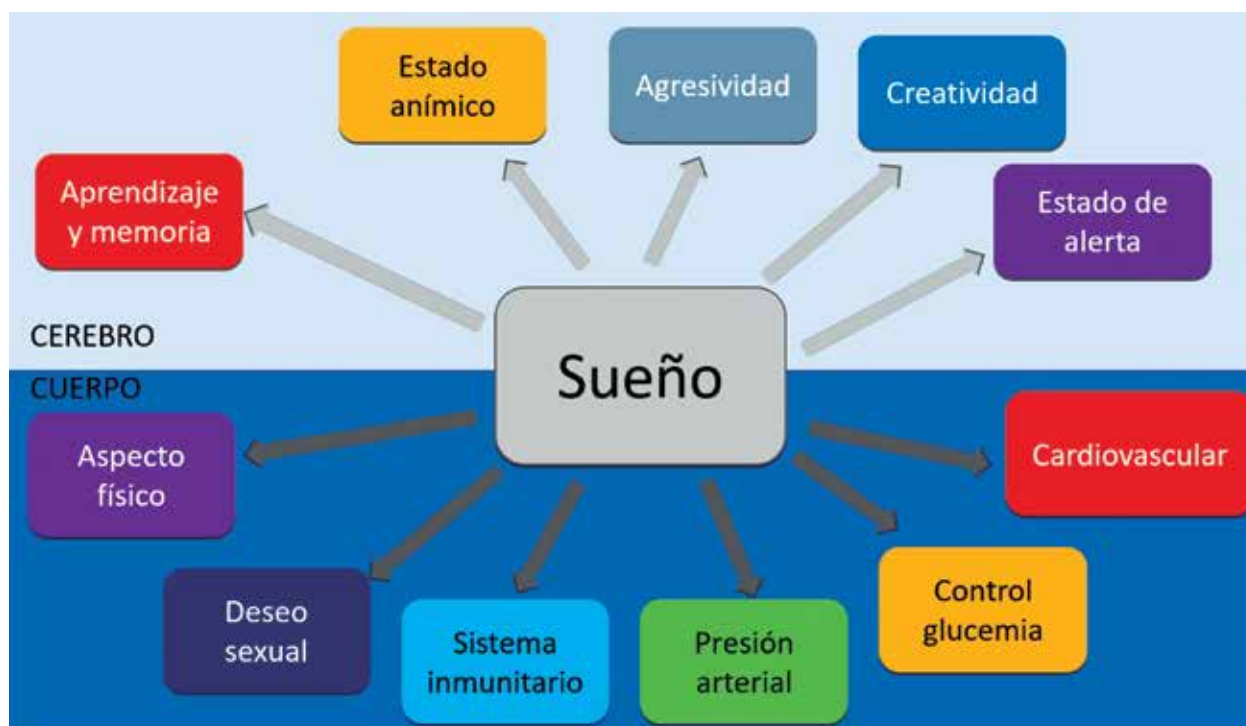 Estado
anímico
Agresividad
Creatividad
Aprendizaje
y memoria
Estado de
alerta
CEREBRO
Sueño
CUERPO
Aspecto
físico
Cardiovascular
Deseo
sexual
Sistema
inmunitario
Presión
arterial
Control
glucemia